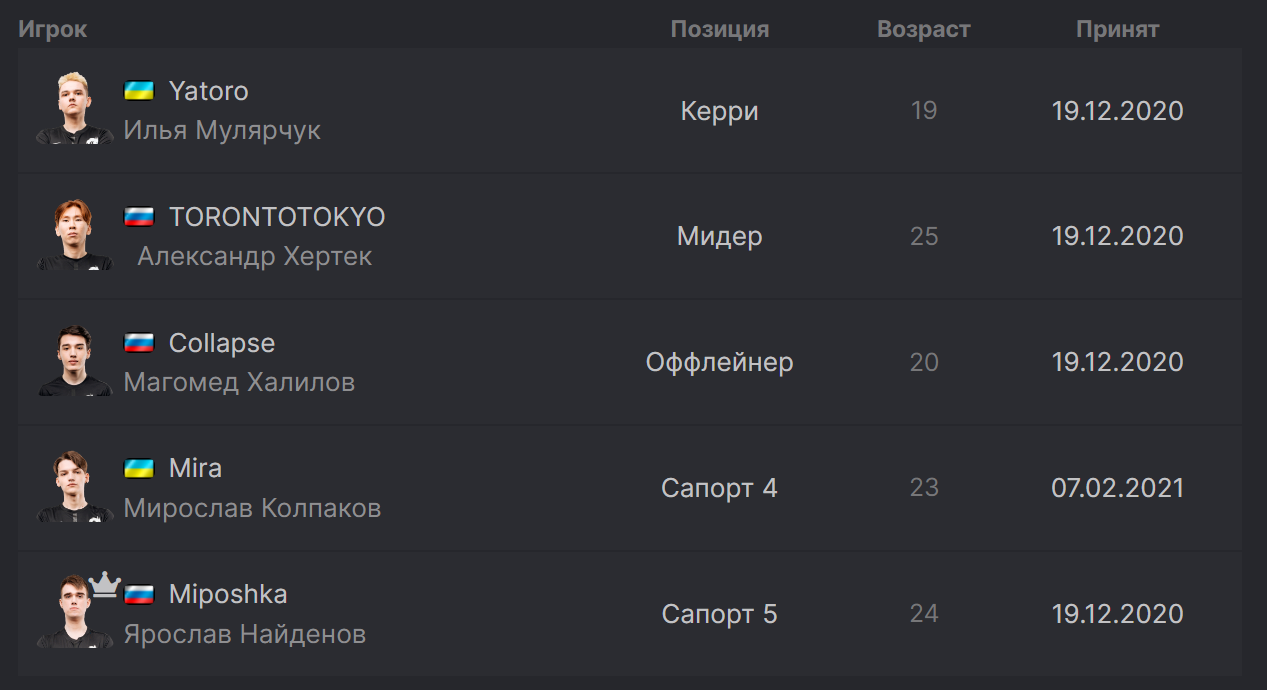 Игрок Позиция Возраст Принят
Yatoro
Илья Мулярчук
Керри 19 19.12.2020
TORONTOTOKYO
Александр Хертек
Мидер 25 19.12.2020
Collapse
Магомед Халилов
Оффлейнер 20 19.12.2020
Mira
Мирослав Колпаков
Сапорт 4 23 07.02.2021
Miposhka
Ярослав Найденов
Сапорт 5 24 19.12.2020